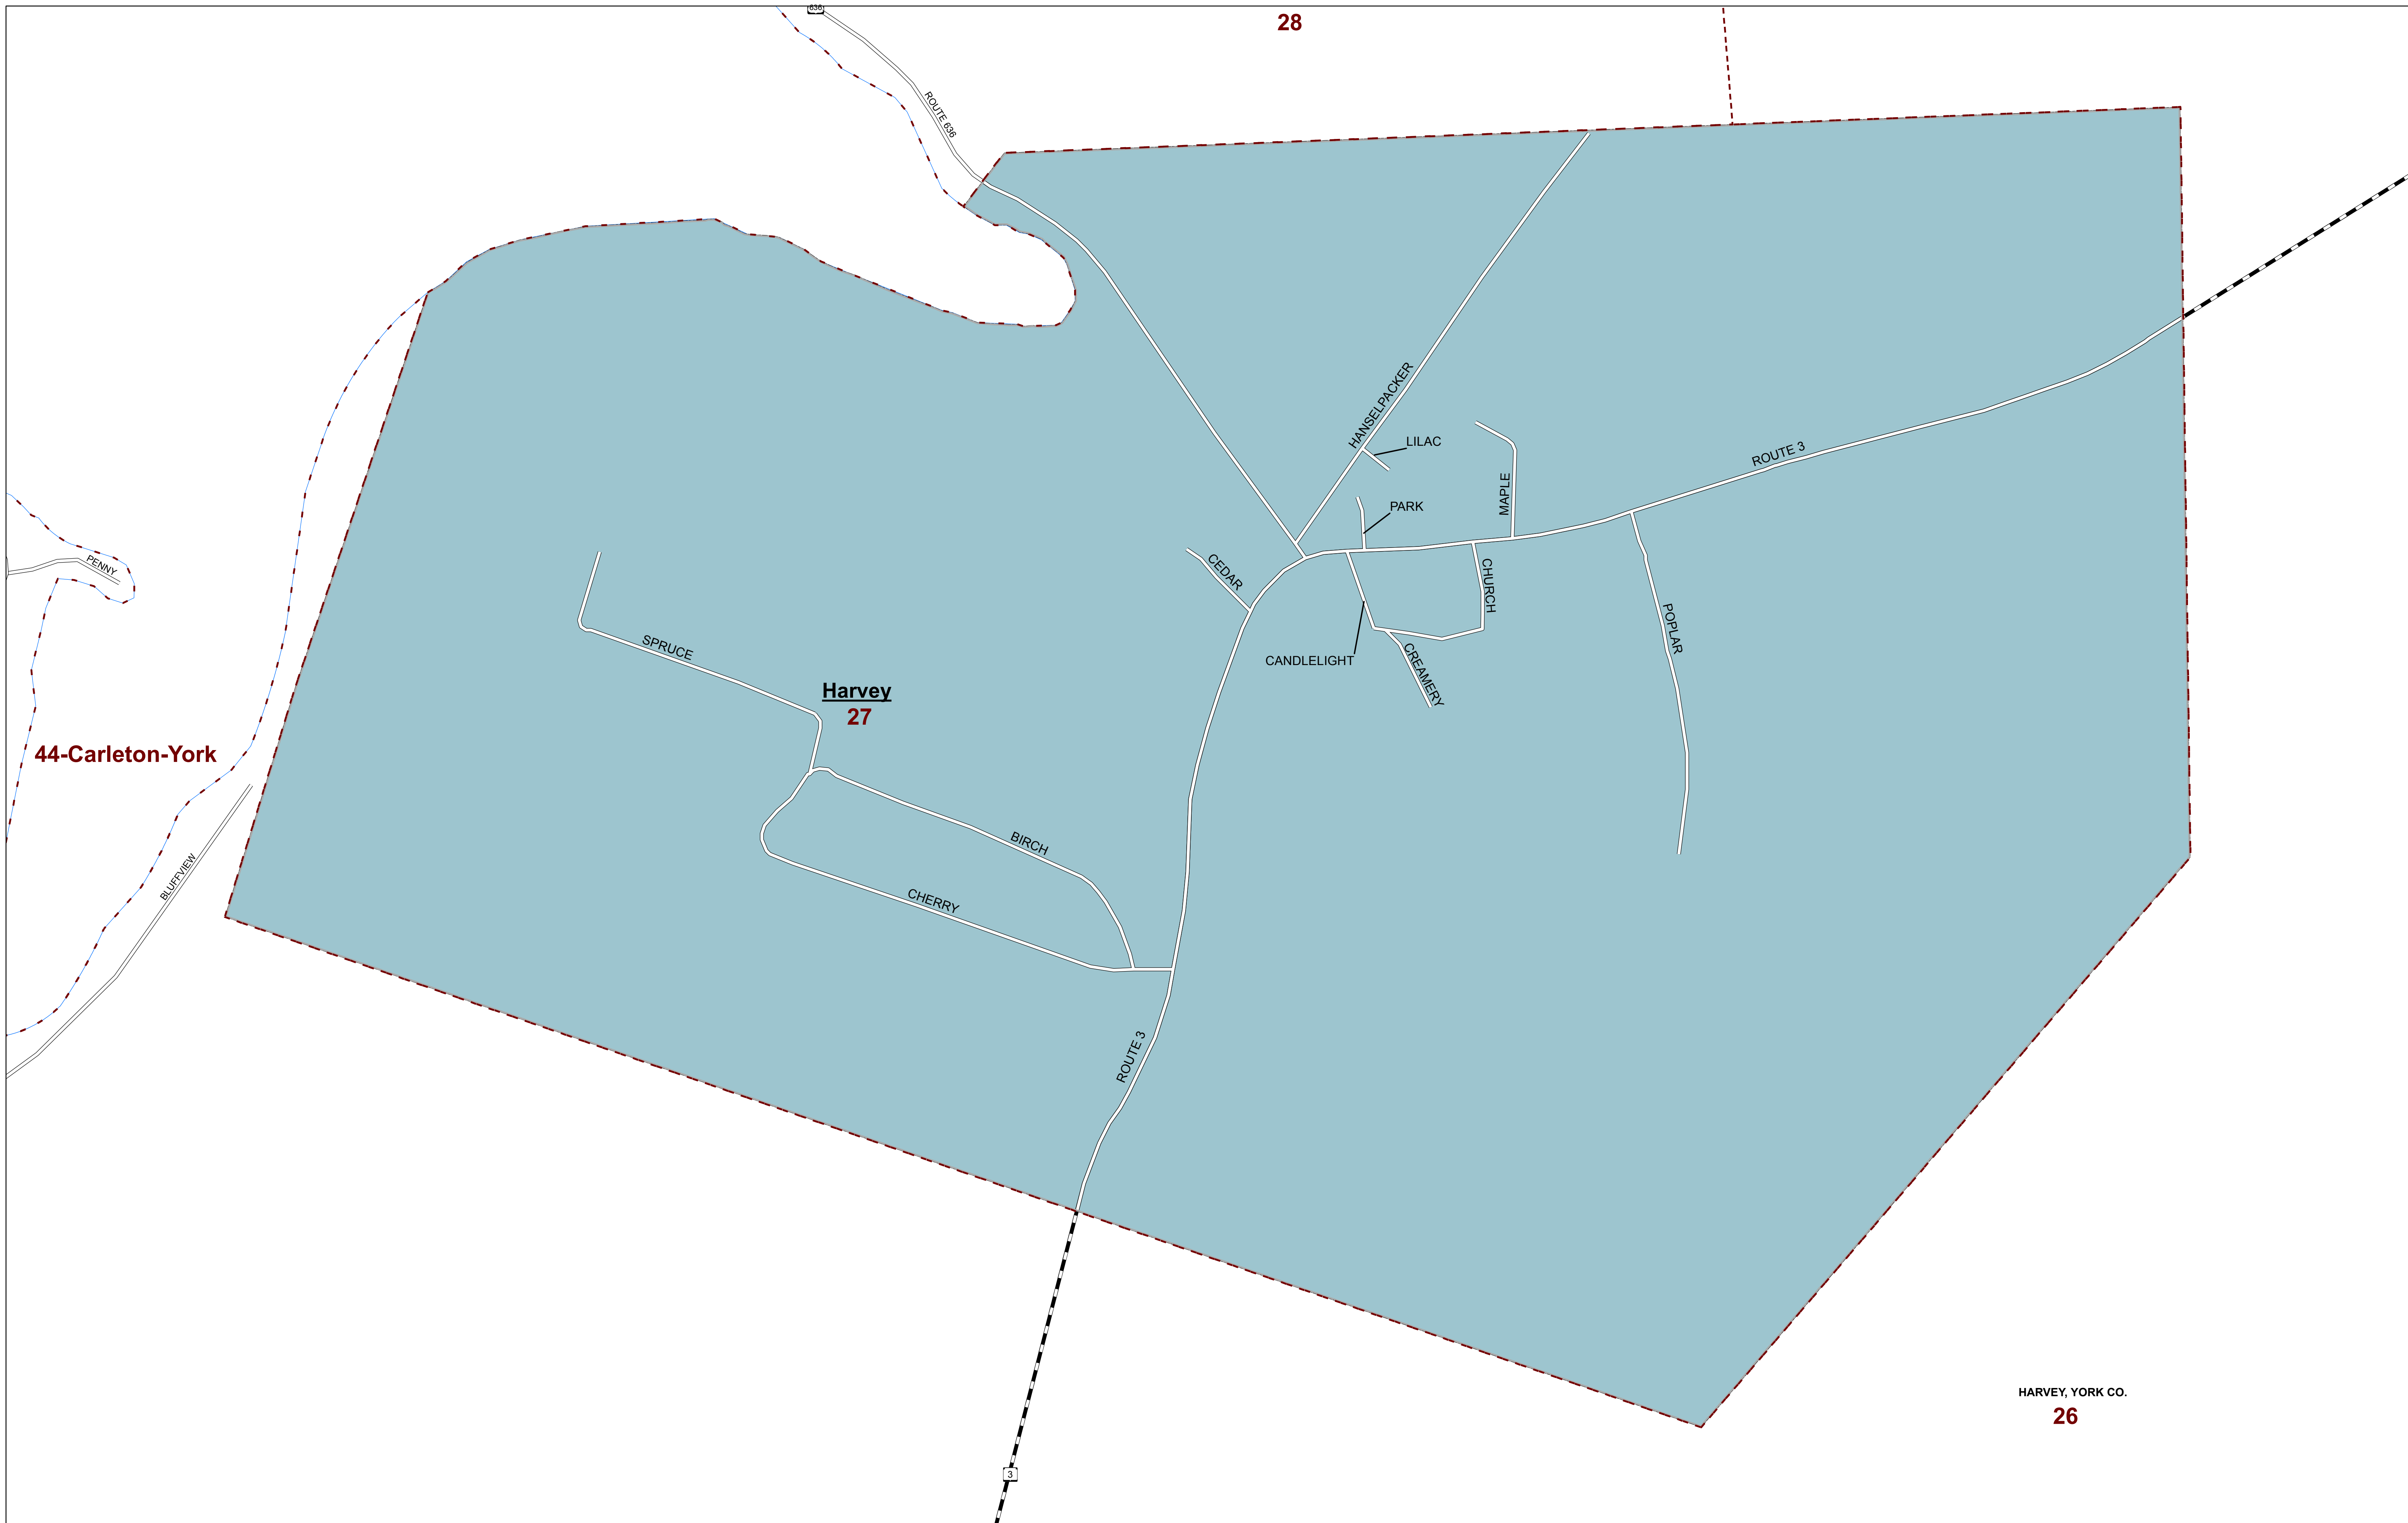 636
28
ROUTE 636
HANSELPACKER
LILAC
ROUTE 3
MAPLE
PARK
PENNY
CEDAR
CHURCH
POPLAR
SPRUCE
CANDLELIGHT
CREAMERY
Harvey
27
44-Carleton-York
BIRCH
BLUFFVIEW
CHERRY
ROUTE 3
HARVEY, YORK CO.
26
3